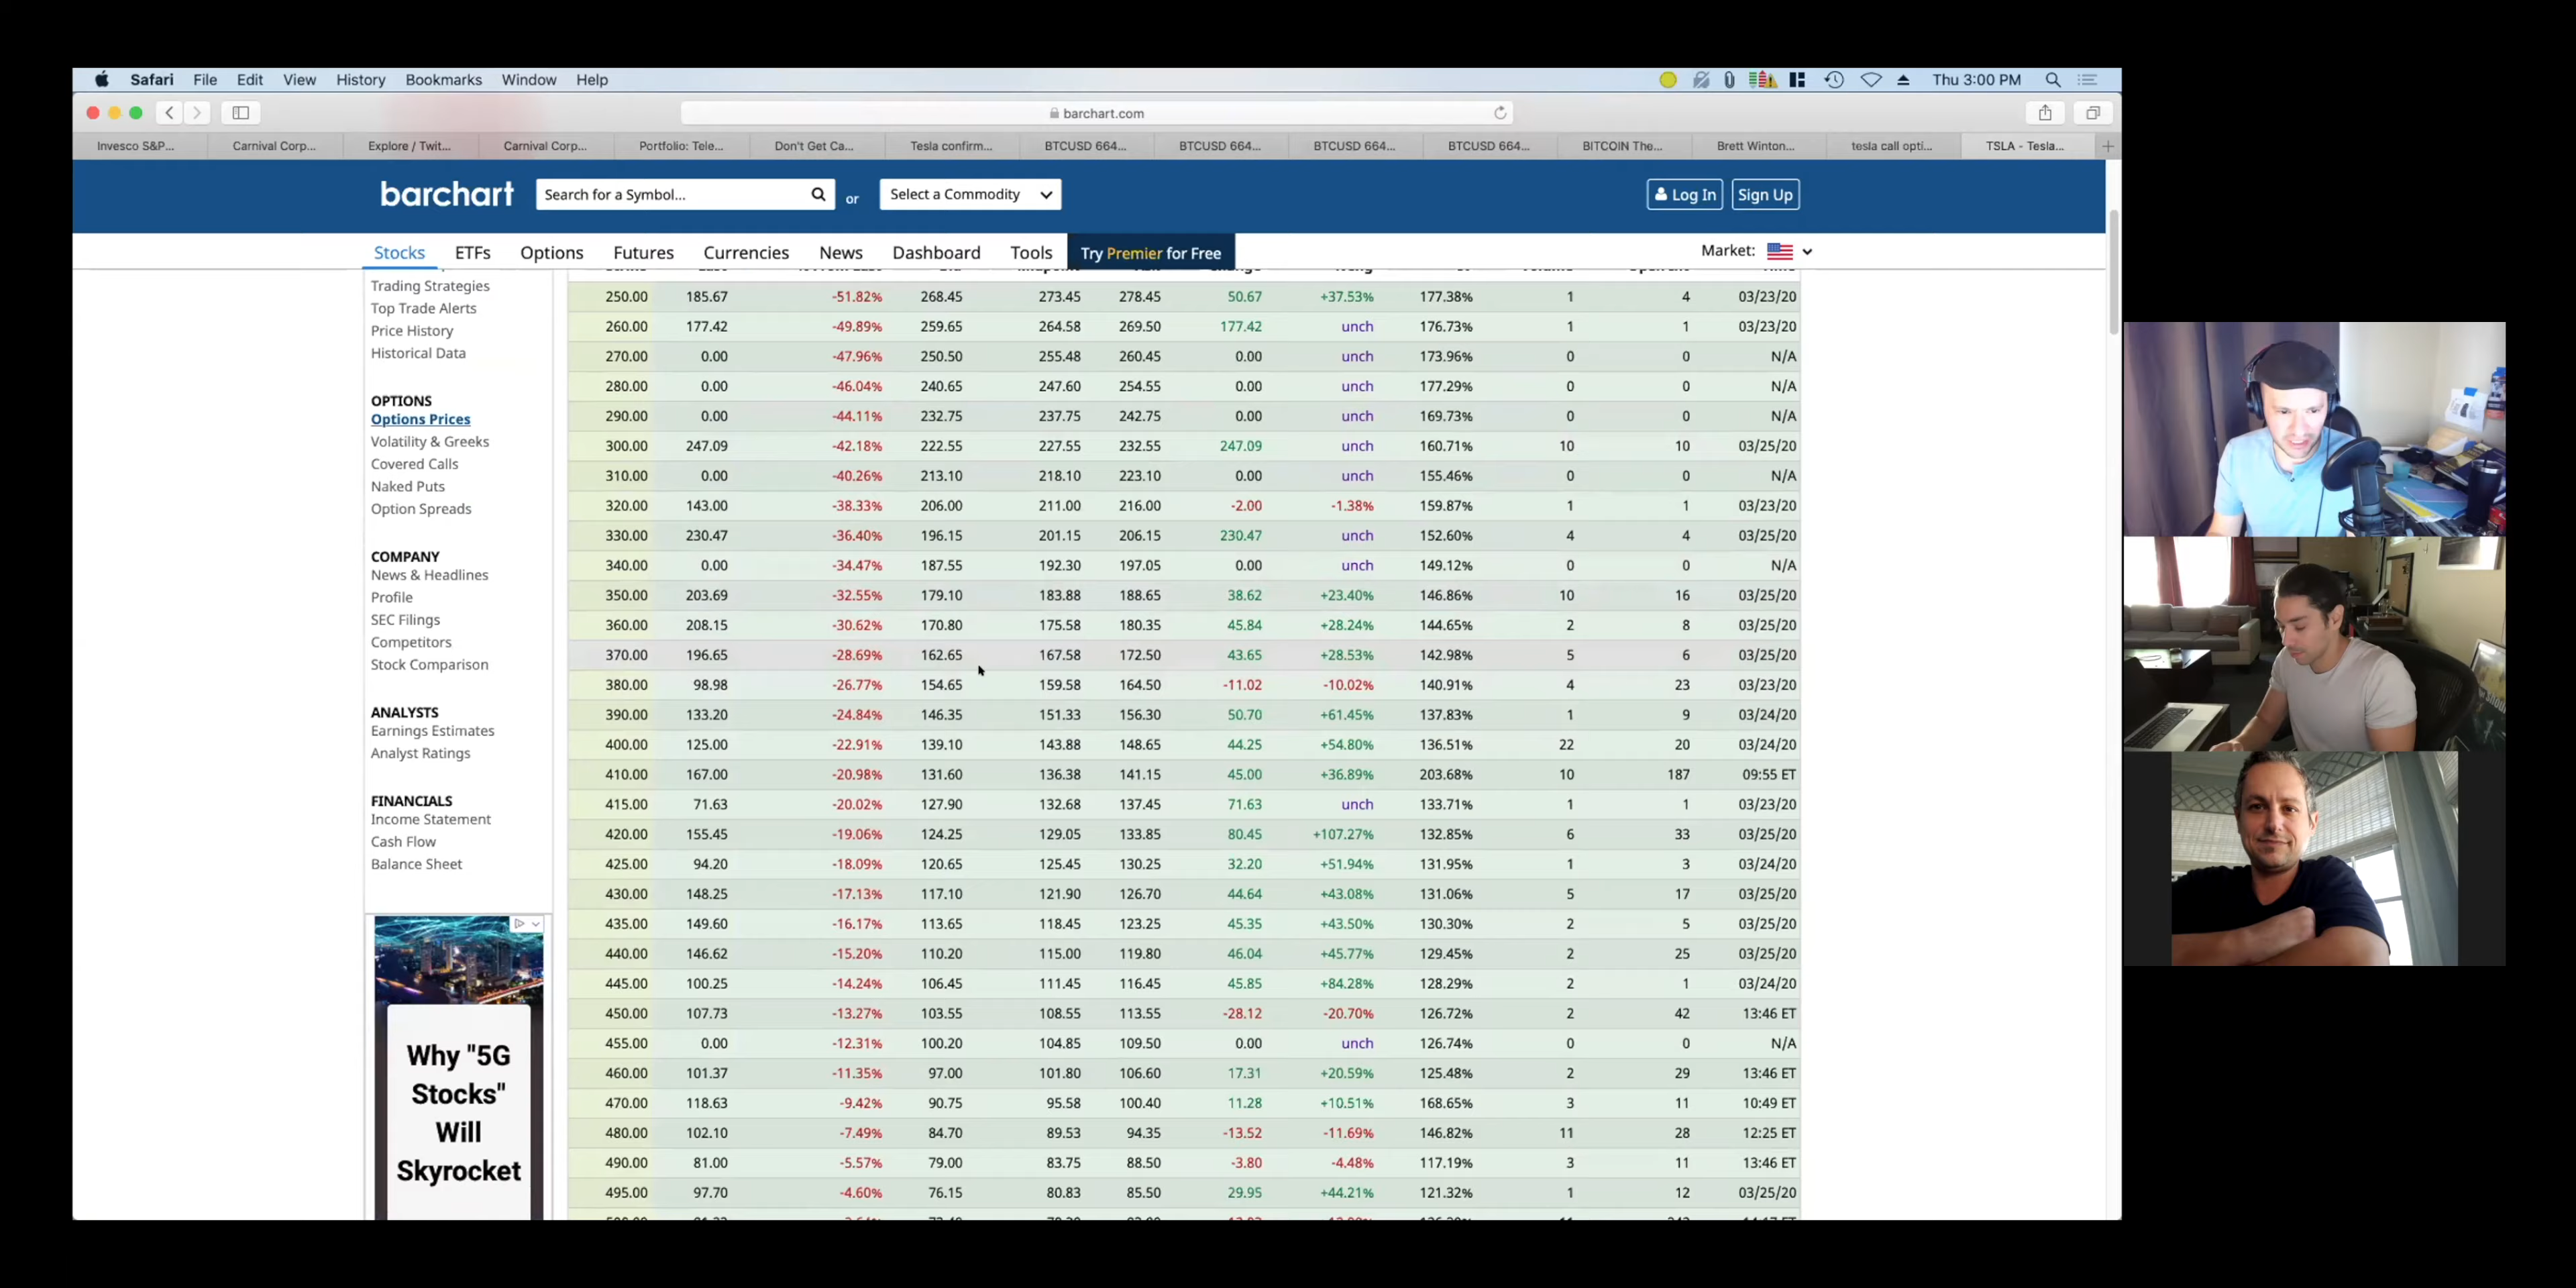 Safari File Edit View History Bookmarks Window Help Thu 3:00 PM
barchart.com
Invesco S&P... Carnival Corp... Explore / Twit... Carnival Corp... Portfolio: Tele... Don't Get Ca... Tesla confirm... BTCUSD 664... BTCUSD 664... BTCUSD 664... BTCUSD 664... BITCOIN The... Brett Winton... tesla call opti... TSLA - Tesla...
barchart Search for a Symbol... or Select a Commodity Log In Sign Up
Stocks ETFs Options Futures Currencies News Dashboard Tools Try Premier for Free Market:
Trading Strategies
Top Trade Alerts
Price History
Historical Data
OPTIONS
Options Prices
Volatility & Greeks
Covered Calls
Naked Puts
Option Spreads
COMPANY
News & Headlines
Profile
SEC Filings
Competitors
Stock Comparison
ANALYSTS
Earnings Estimates
Analyst Ratings
FINANCIALS
Income Statement
Cash Flow
Balance Sheet
Why "5G
Stocks"
Will
Skyrocket
250.00 185.67 -51.82% 268.45 273.45 278.45 50.67 +37.53% 177.38% 1 4 03/23/20
260.00 177.42 -49.89% 259.65 264.58 269.50 177.42 unch 176.73% 1 1 03/23/20
270.00 0.00 -47.96% 250.50 255.48 260.45 0.00 unch 173.96% 0 0 N/A
280.00 0.00 -46.04% 240.65 247.60 254.55 0.00 unch 177.29% 0 0 N/A
290.00 0.00 -44.11% 232.75 237.75 242.75 0.00 unch 169.73% 0 0 N/A
300.00 247.09 -42.18% 222.55 227.55 232.55 247.09 unch 160.71% 10 10 03/25/20
310.00 0.00 -40.26% 213.10 218.10 223.10 0.00 unch 155.46% 0 0 N/A
320.00 143.00 -38.33% 206.00 211.00 216.00 -2.00 -1.38% 159.87% 1 1 03/23/20
330.00 230.47 -36.40% 196.15 201.15 206.15 230.47 unch 152.60% 4 4 03/25/20
340.00 0.00 -34.47% 187.55 192.30 197.05 0.00 unch 149.12% 0 0 N/A
350.00 203.69 -32.55% 179.10 183.88 188.65 38.62 +23.40% 146.86% 10 16 03/25/20
360.00 208.15 -30.62% 170.80 175.58 180.35 45.84 +28.24% 144.65% 2 8 03/25/20
370.00 196.65 -28.69% 162.65 167.58 172.50 43.65 +28.53% 142.98% 5 6 03/25/20
380.00 98.98 -26.77% 154.65 159.58 164.50 -11.02 -10.02% 140.91% 4 23 03/23/20
390.00 133.20 -24.84% 146.35 151.33 156.30 50.70 +61.45% 137.83% 1 9 03/24/20
400.00 125.00 -22.91% 139.10 143.88 148.65 44.25 +54.80% 136.51% 22 20 03/24/20
410.00 167.00 -20.98% 131.60 136.38 141.15 45.00 +36.89% 203.68% 10 187 09:55 ET
415.00 71.63 -20.02% 127.90 132.68 137.45 71.63 unch 133.71% 1 1 03/23/20
420.00 155.45 -19.06% 124.25 129.05 133.85 80.45 +107.27% 132.85% 6 33 03/25/20
425.00 94.20 -18.09% 120.65 125.45 130.25 32.20 +51.94% 131.95% 1 3 03/24/20
430.00 148.25 -17.13% 117.10 121.90 126.70 44.64 +43.08% 131.06% 5 17 03/25/20
435.00 149.60 -16.17% 113.65 118.45 123.25 45.35 +43.50% 130.30% 2 5 03/25/20
440.00 146.62 -15.20% 110.20 115.00 119.80 46.04 +45.77% 129.45% 2 25 03/25/20
445.00 100.25 -14.24% 106.45 111.45 116.45 45.85 +84.28% 128.29% 2 1 03/24/20
450.00 107.73 -13.27% 103.55 108.55 113.55 -28.12 -20.70% 126.72% 2 42 13:46 ET
455.00 0.00 -12.31% 100.20 104.85 109.50 0.00 unch 126.74% 0 0 N/A
460.00 101.37 -11.35% 97.00 101.80 106.60 17.31 +20.59% 125.48% 2 29 13:46 ET
470.00 118.63 -9.42% 90.75 95.58 100.40 11.28 +10.51% 168.65% 3 11 10:49 ET
480.00 102.10 -7.49% 84.70 89.53 94.35 -13.52 -11.69% 146.82% 11 28 12:25 ET
490.00 81.00 -5.57% 79.00 83.75 88.50 -3.80 -4.48% 117.19% 3 11 13:46 ET
495.00 97.70 -4.60% 76.15 80.83 85.50 29.95 +44.21% 121.32% 1 12 03/25/20